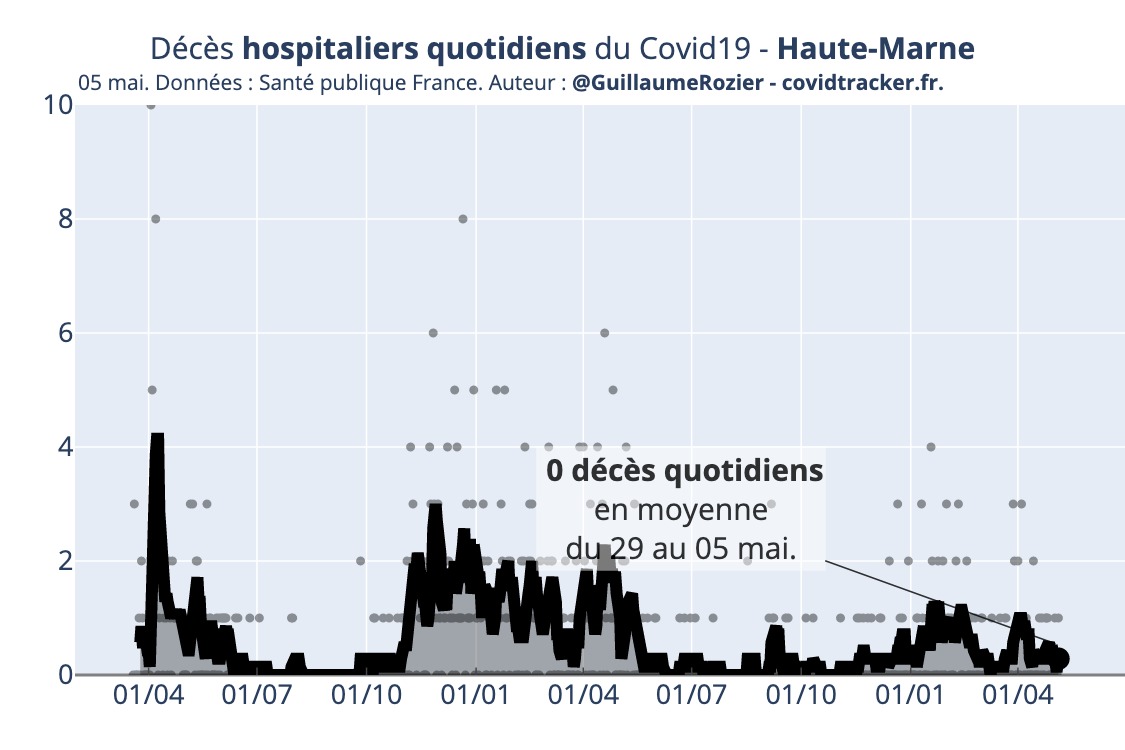 Décès hospitaliers quotidiens du Covid19 - Haute-Marne
05 mai. Données : Santé publique France. Auteur : @GuillaumeRozier - covidtracker.fr.
10
8
6
4
2
0
0 décès quotidiens
en moyenne
du 29 au 05 mai.
01/04 01/07 01/10 01/01 01/04 01/07 01/10 01/01 01/04